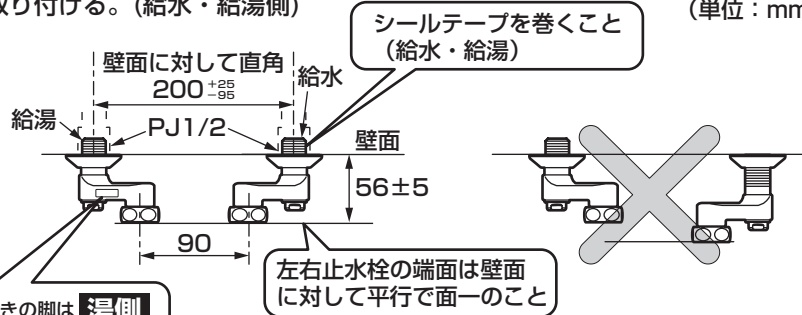 取り付ける。(給水・給湯側)
(単位：mm
シールテープを巻くこと
(給水・給湯)
壁面に対して直角
200 +25 -95
給水
給湯
PJ1/2
壁面
56±5
90
左右止水栓の端面は壁面
に対して平行で面一のこと
きの脚は 湯側